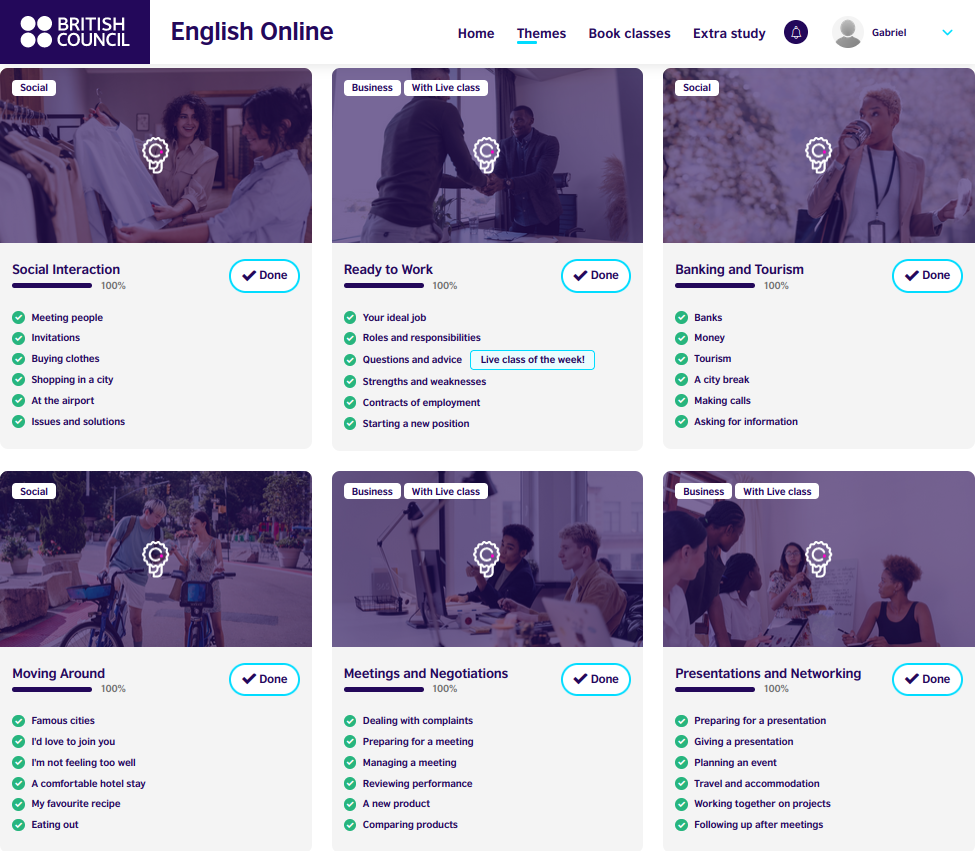 BRITISH
COUNCIL
English Online
Home Themes Book classes Extra study Gabriel
Social
Social Interaction
100%
Done
Meeting people
Invitations
Buying clothes
Shopping in a city
At the airport
Issues and solutions
Business With Live class
Ready to Work
100%
Done
Your ideal job
Roles and responsibilities
Questions and advice Live class of the week!
Strengths and weaknesses
Contracts of employment
Starting a new position
Social
Banking and Tourism
100%
Done
Banks
Money
Tourism
A city break
Making calls
Asking for information
Social
Moving Around
100%
Done
Famous cities
I'd love to join you
I'm not feeling too well
A comfortable hotel stay
My favourite recipe
Eating out
Business With Live class
Meetings and Negotiations
100%
Done
Dealing with complaints
Preparing for a meeting
Managing a meeting
Reviewing performance
A new product
Comparing products
Business With Live class
Presentations and Networking
100%
Done
Preparing for a presentation
Giving a presentation
Planning an event
Travel and accommodation
Working together on projects
Following up after meetings